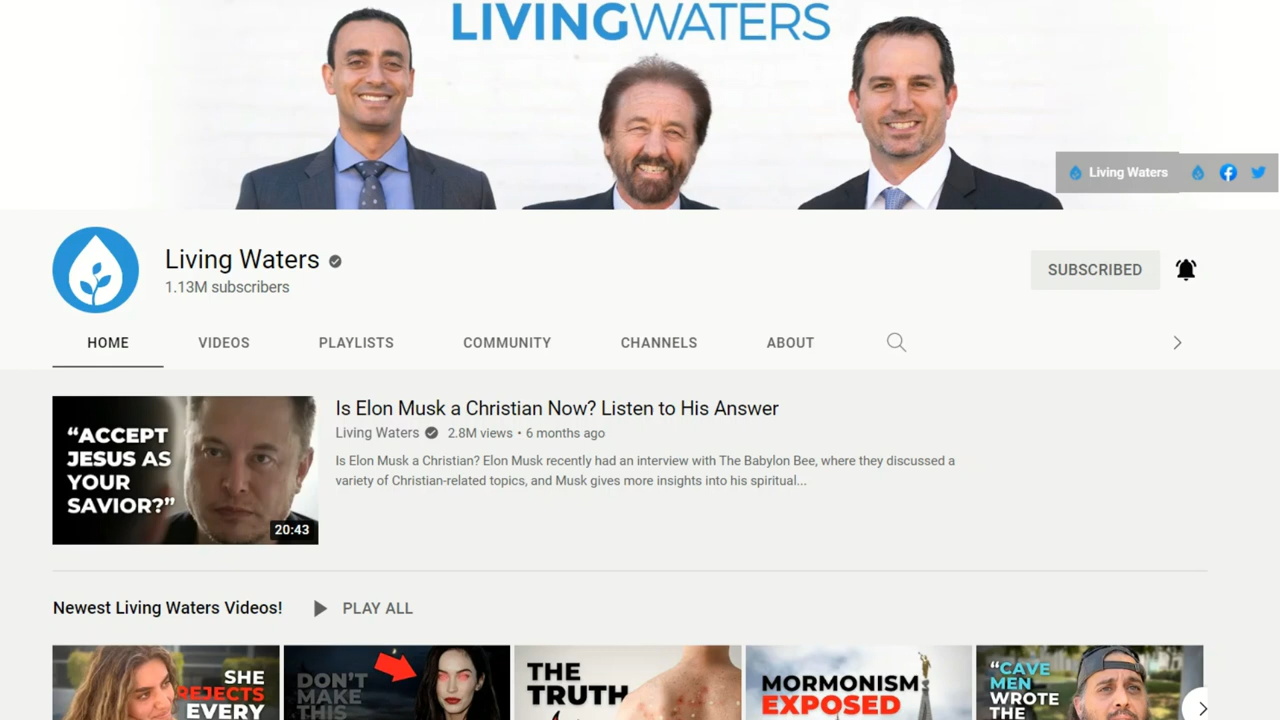 LIVINGWATERS
Living Waters
Living Waters
1.13M subscribers
SUBSCRIBED
HOME
VIDEOS
PLAYLISTS
COMMUNITY
CHANNELS
ABOUT
“ACCEPT
JESUS AS
YOUR
SAVIOR?”
20:43
Is Elon Musk a Christian Now? Listen to His Answer
Living Waters 2.8M views • 6 months ago
Is Elon Musk a Christian? Elon Musk recently had an interview with The Babylon Bee, where they discussed a
variety of Christian-related topics, and Musk gives more insights into his spiritual...
Newest Living Waters Videos!
PLAY ALL
SHE
REJECTS
EVERY
DON'T
MAKE
THIS
THE
TRUTH
MORMONISM
EXPOSED
“CAVE
MEN
WROTE
THE